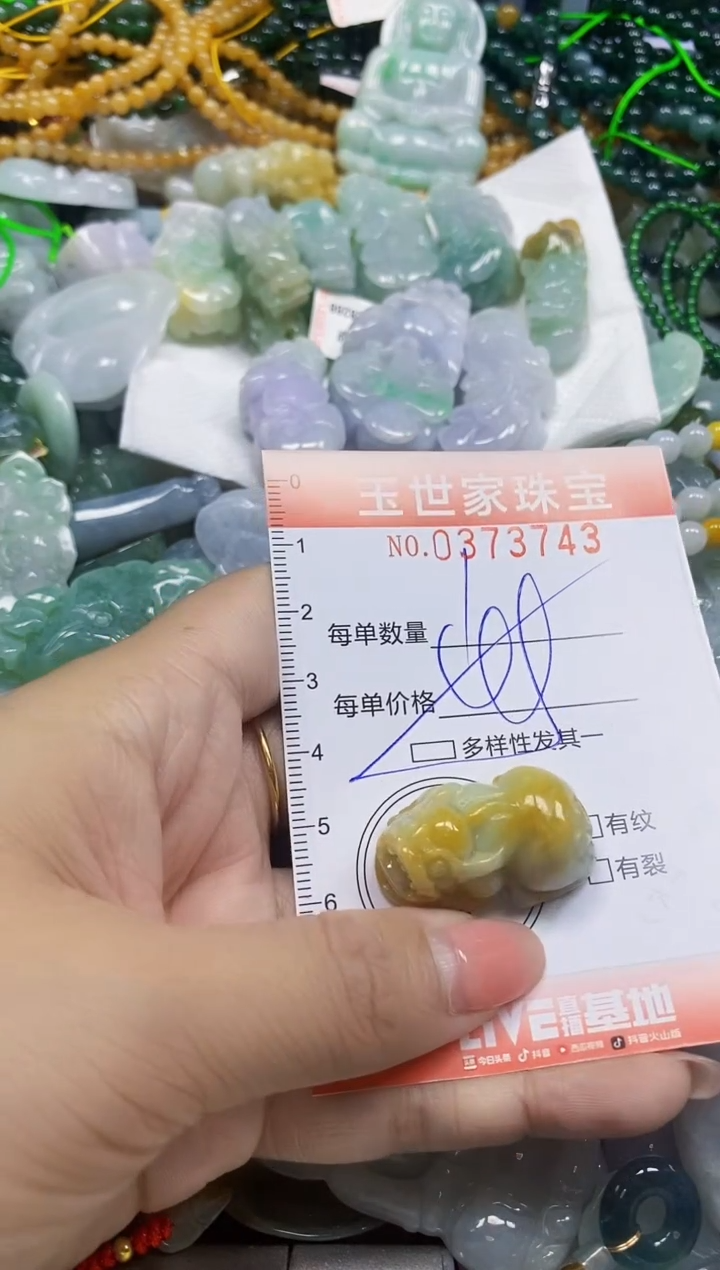 玉世家珠宝
NO.0373743
0
1
2
每单数量
3
每单价格
4
多样性发其一
5
有纹
有裂
6
LIVE直播基地
今日头条 抖音 西瓜视频 抖音火山版